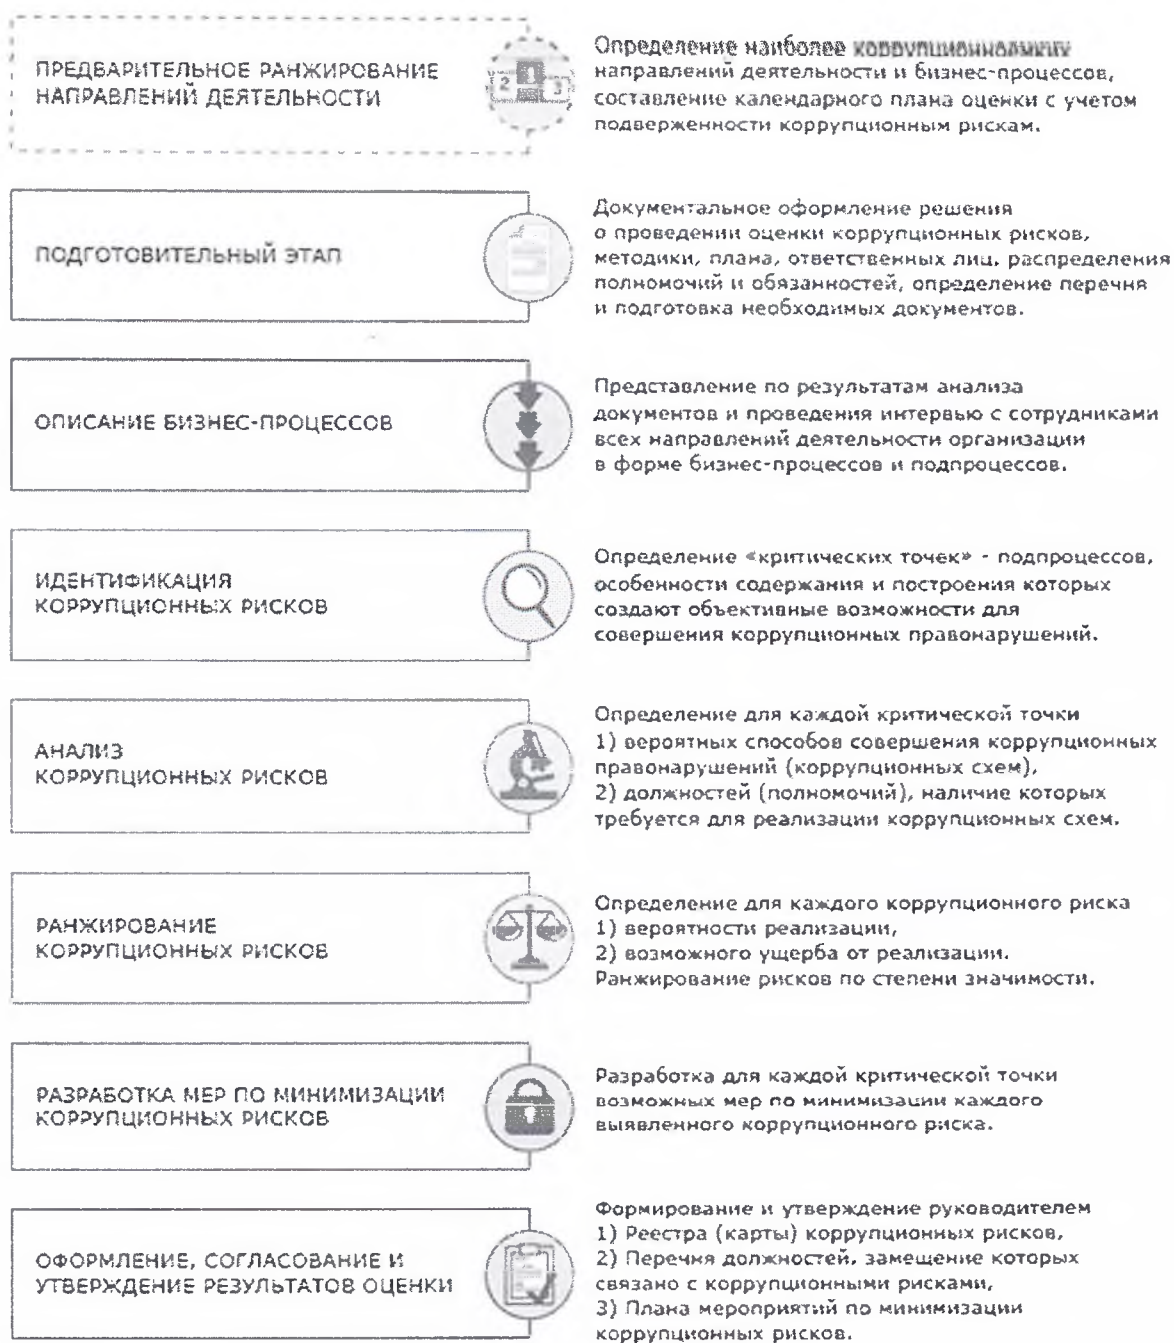 ПРЕДВАРИТЕЛЬНОЕ РАНЖИРОВАНИЕ
НАПРАВЛЕНИЙ ДЕЯТЕЛЬНОСТИ
2 1 3
Определение наиболее
направлений деятельности и бизнес-процессов,
составление календарного плана оценки с учетом
подверженности коррупционным рискам.
ПОДГОТОВИТЕЛЬНЫЙ ЭТАП
Документальное оформление решения
о проведении оценки коррупционных рисков,
методики, плана, ответственных лиц, распределения
полномочий и обязанностей, определение перечня
и подготовка необходимых документов.
ОПИСАНИЕ БИЗНЕС-ПРОЦЕССОВ
Представление по результатам анализа
документов и проведения интервью с сотрудниками
всех направлений деятельности организации
в форме бизнес-процессов и подпроцессов.
ИДЕНТИФИКАЦИЯ
КОРРУПЦИОННЫХ РИСКОВ
Определение «критических точек» - подпроцессов,
особенности содержания и построения которых
создают объективные возможности для
совершения коррупционных правонарушений.
АНАЛИЗ
КОРРУПЦИОННЫХ РИСКОВ
Определение для каждой критической точки
1) вероятных способов совершения коррупционных
правонарушений (коррупционных схем),
2) должностей (полномочий), наличие которых
требуется для реализации коррупционных схем.
РАНЖИРОВАНИЕ
КОРРУПЦИОННЫХ РИСКОВ
Определение для каждого коррупционного риска
1) вероятности реализации,
2) возможного ущерба от реализации.
Ранжирование рисков по степени значимости.
РАЗРАБОТКА МЕР ПО МИНИМИЗАЦИИ
КОРРУПЦИОННЫХ РИСКОВ
Разработка для каждой критической точки
возможных мер по минимизации каждого
выявленного коррупционного риска.
ОФОРМЛЕНИЕ, СОГЛАСОВАНИЕ И
УТВЕРЖДЕНИЕ РЕЗУЛЬТАТОВ ОЦЕНКИ
Формирование и утверждение руководителем
1) Реестра (карты) коррупционных рисков,
2) Перечня должностей, замещение которых
связано с коррупционными рисками,
3) Плана мероприятий по минимизации
коррупционных рисков.